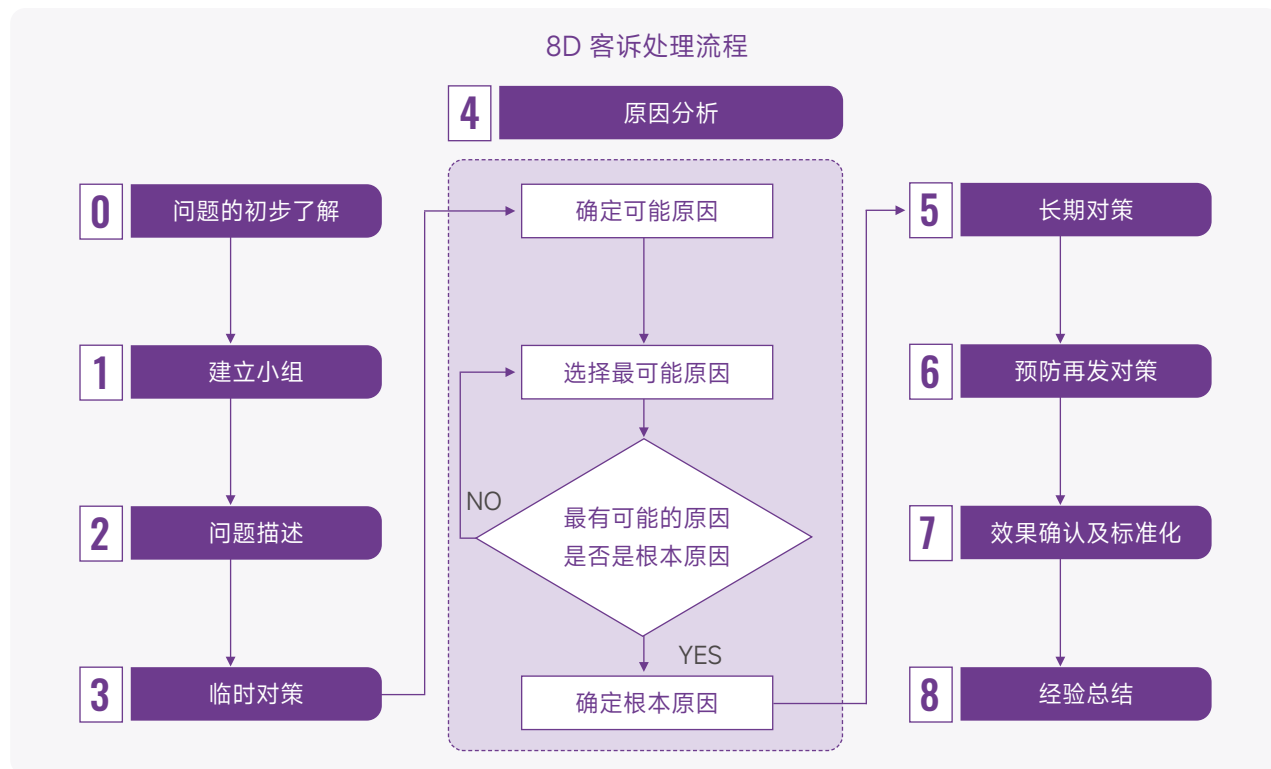 8D 客诉处理流程
0
问题的初步了解
1
建立小组
2
问题描述
3
临时对策
4
原因分析
确定可能原因
选择最可能原因
最有可能的原因
是否是根本原因
NO
YES
确定根本原因
5
长期对策
6
预防再发对策
7
效果确认及标准化
8
经验总结